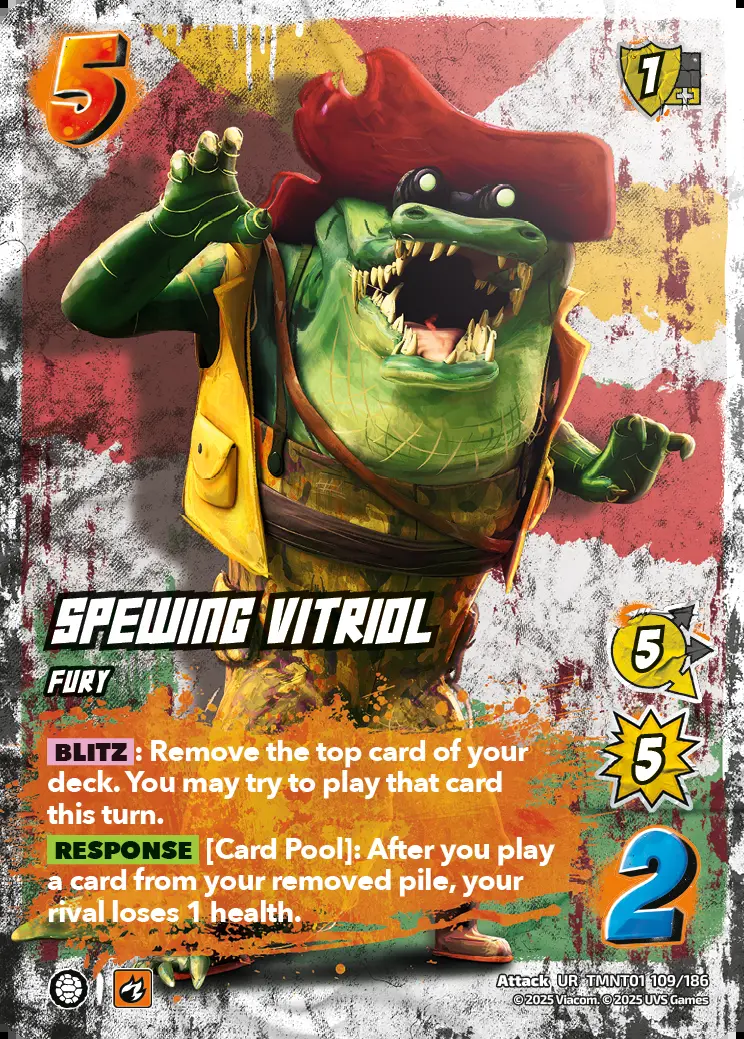 5
1
SPEWING VITRIOL
FURY
5
BLITZ: Remove the top card of your
deck. You may try to play that card
this turn.
5
RESPONSE [Card Pool]: After you play
a card from your removed pile, your
rival loses 1 health.
2
Attack UR TMNT01 109/186
© 2025 Viacom. © 2025 UVS Games